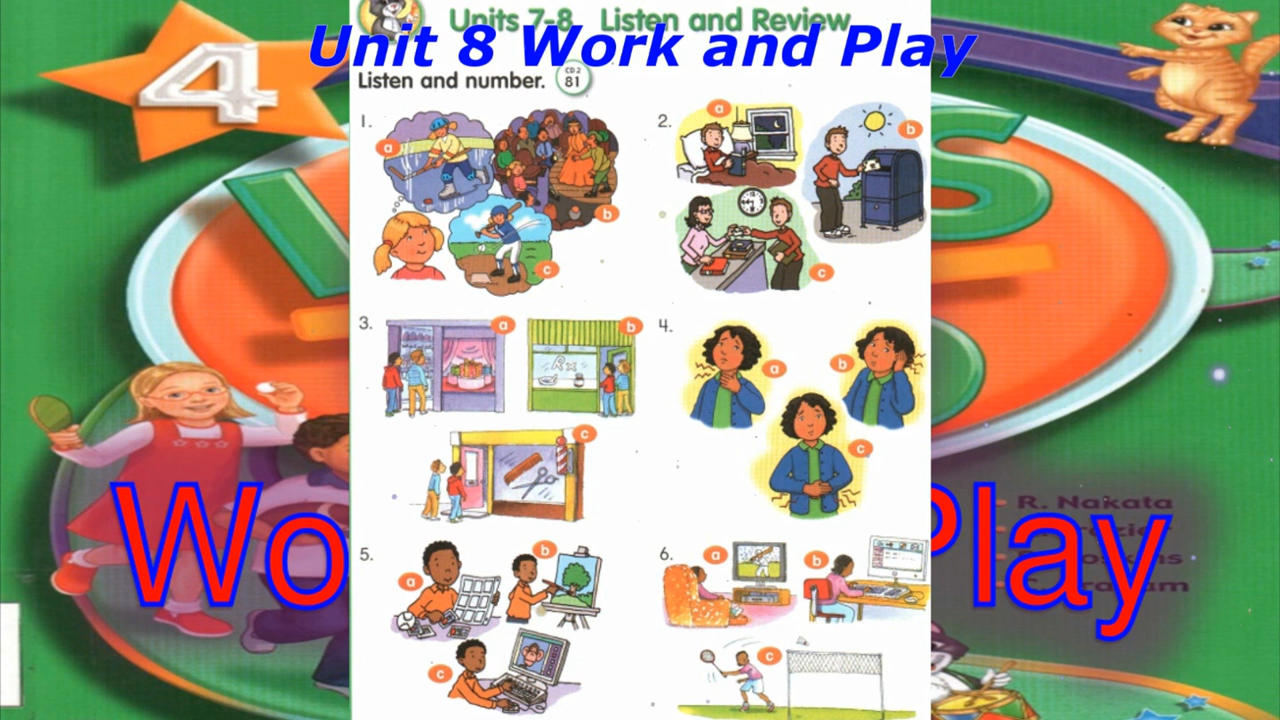 4
Units 7-8 Listen and Review
Unit 8 Work and Play
Listen and number.
CD 2
81
1.
a
b
c
2.
a
b
c
3.
a
b
Rx
c
4.
a
b
c
5.
a
b
c
6.
a
b
c
Wo
Play
R. Nakata